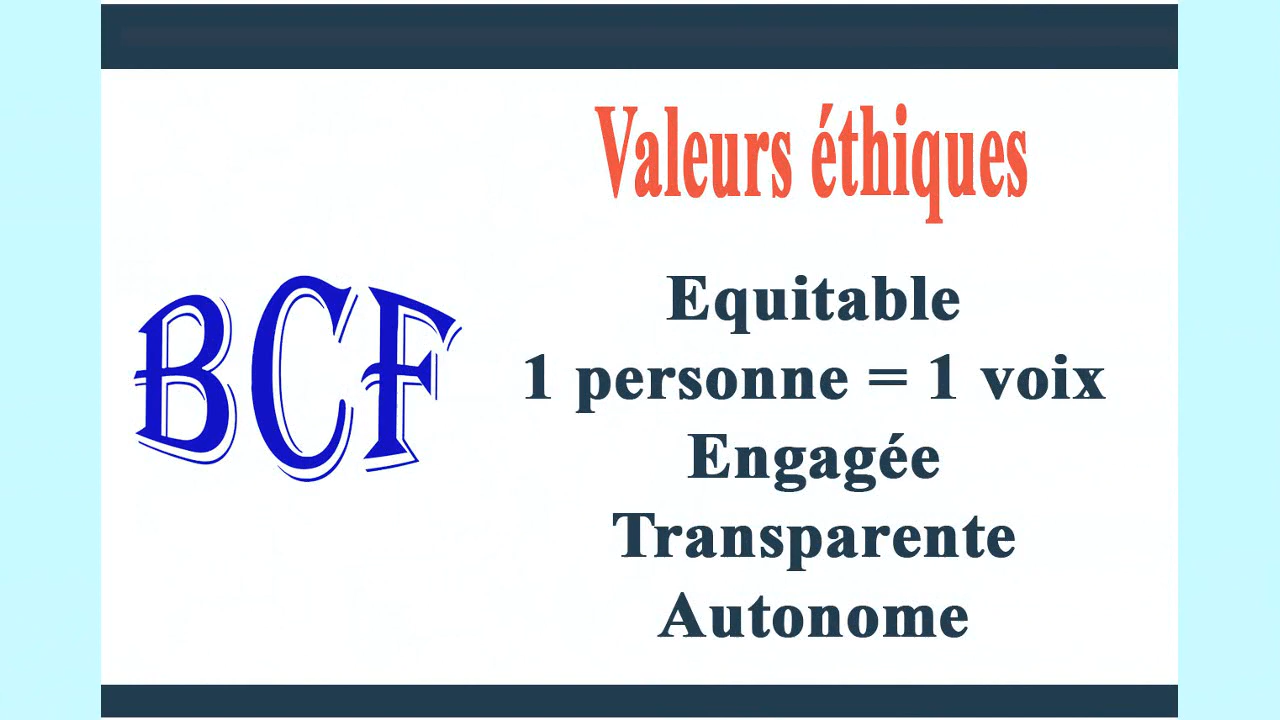 Valeurs éthiques
BCF
Equitable
1 personne = 1 voix
Engagée
Transparente
Autonome